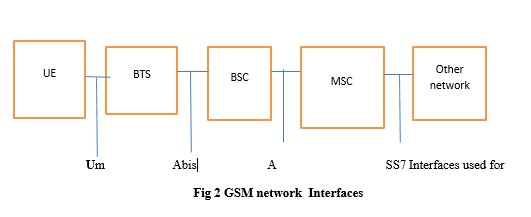 UE
BTS
BSC
MSC
Other
network
Um
Abis
A
SS7 Interfaces used for
Fig 2 GSM network Interfaces